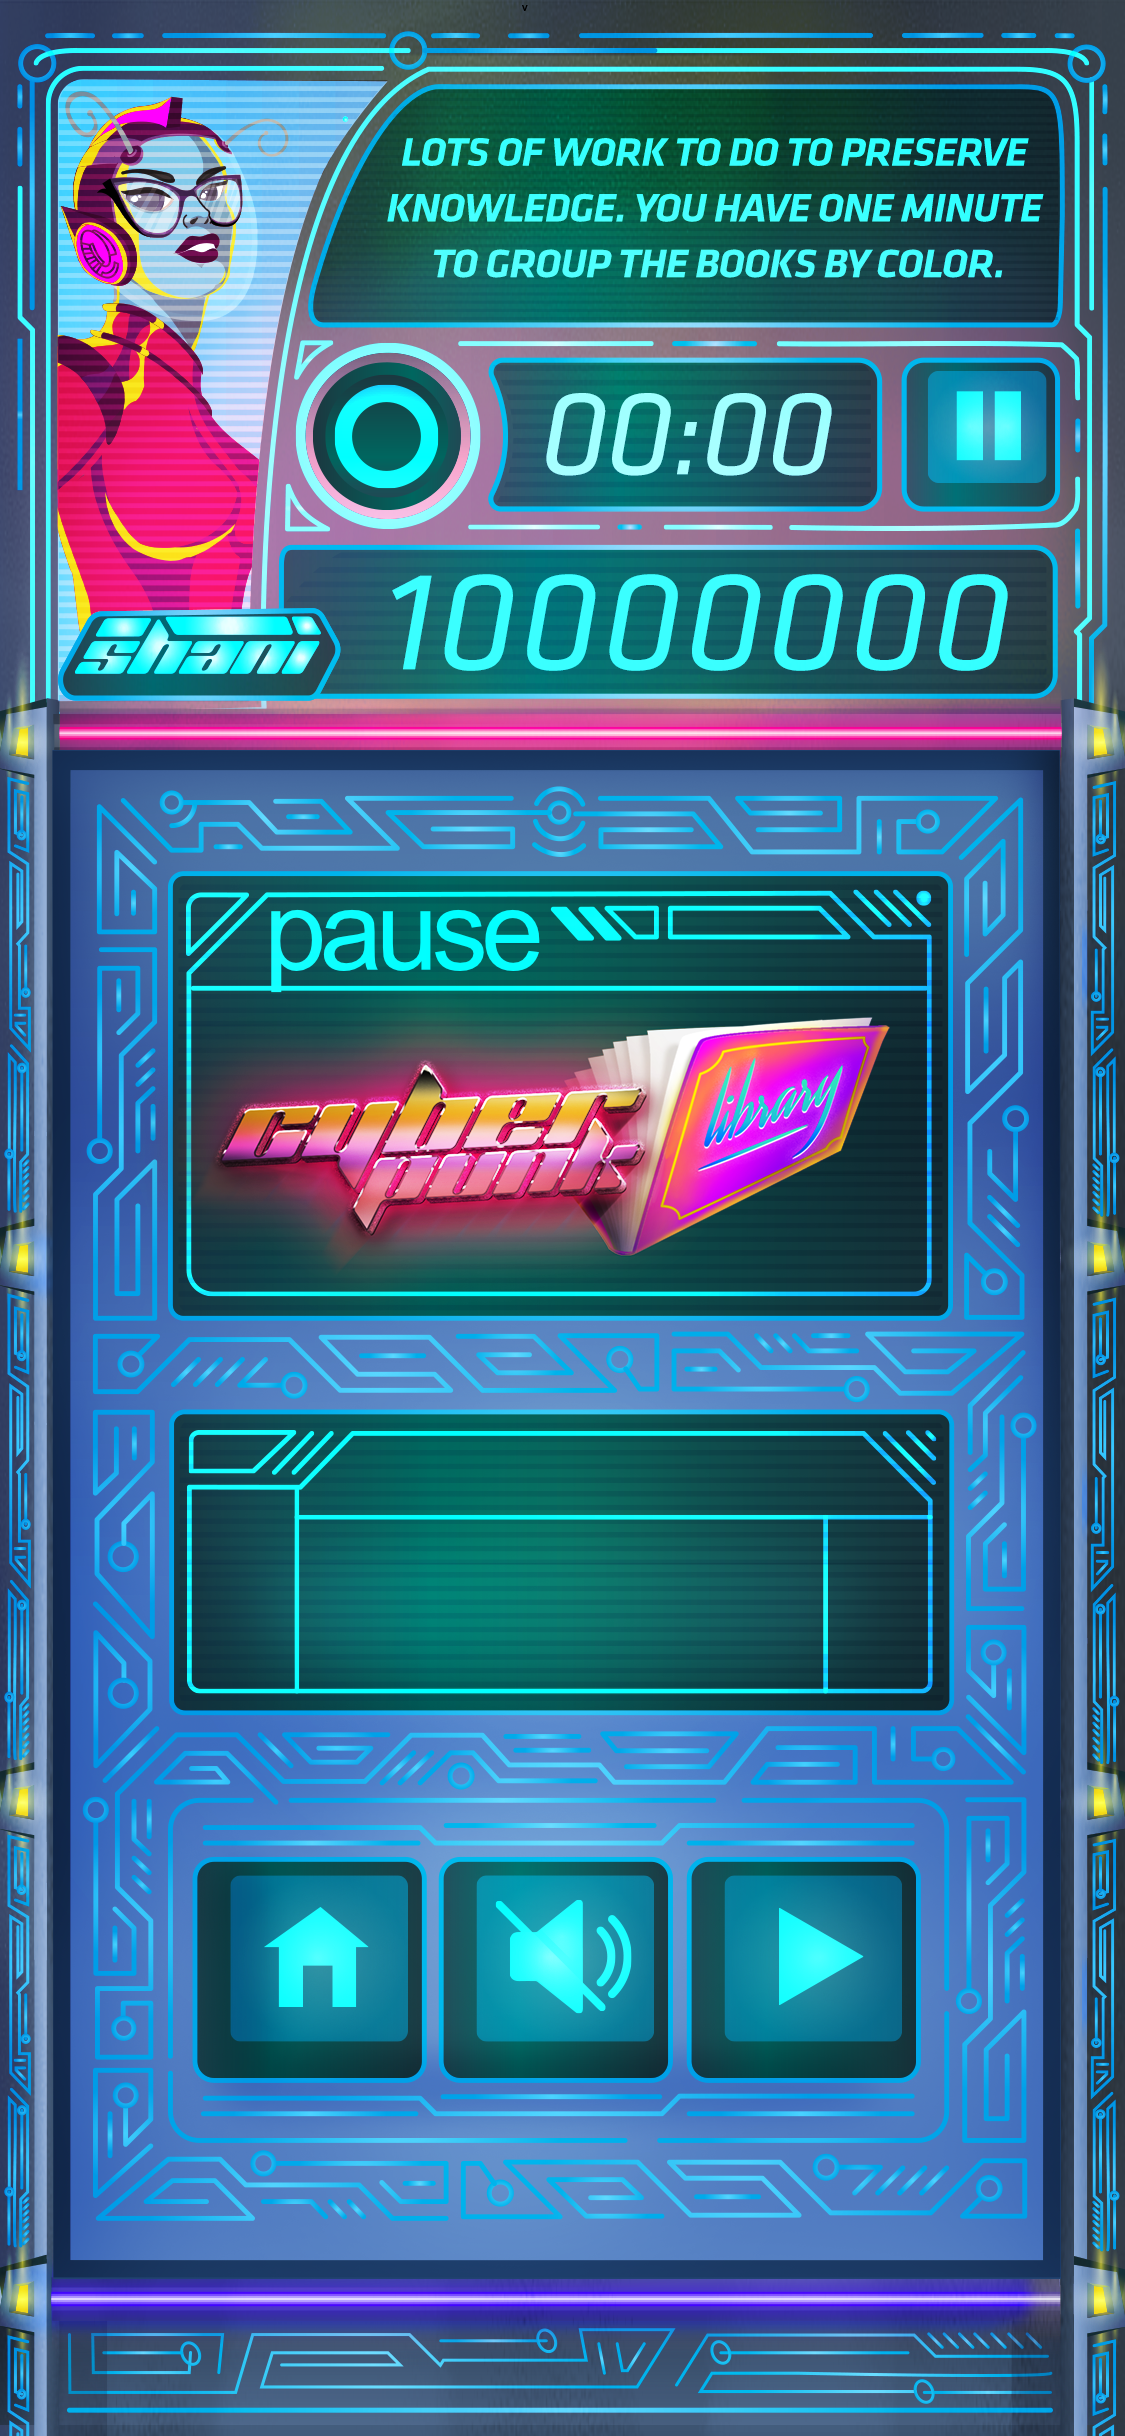 v
LOTS OF WORK TO DO TO PRESERVE
KNOWLEDGE. YOU HAVE ONE MINUTE
TO GROUP THE BOOKS BY COLOR.
00:00
10000000
shani
pause
cyber
punk
library